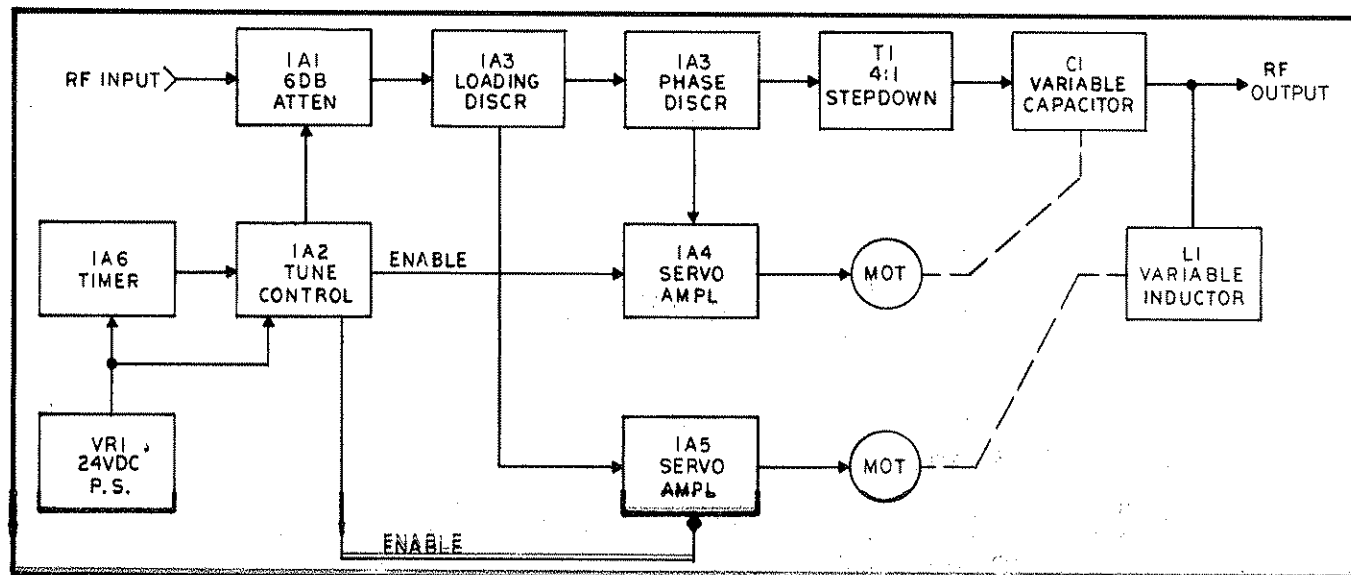 RF INPUT
1A1
6DB
ATTEN
1A3
LOADING
DISCR
1A3
PHASE
DISCR
T1
4:1
STEPDOWN
C1
VARIABLE
CAPACITOR
RF
OUTPUT
1A6
TIMER
1A2
TUNE
CONTROL
ENABLE
1A4
SERVO
AMPL
MOT
L1
VARIABLE
INDUCTOR
VR1
24VDC
P.S.
1A5
SERVO
AMPL
MOT
ENABLE